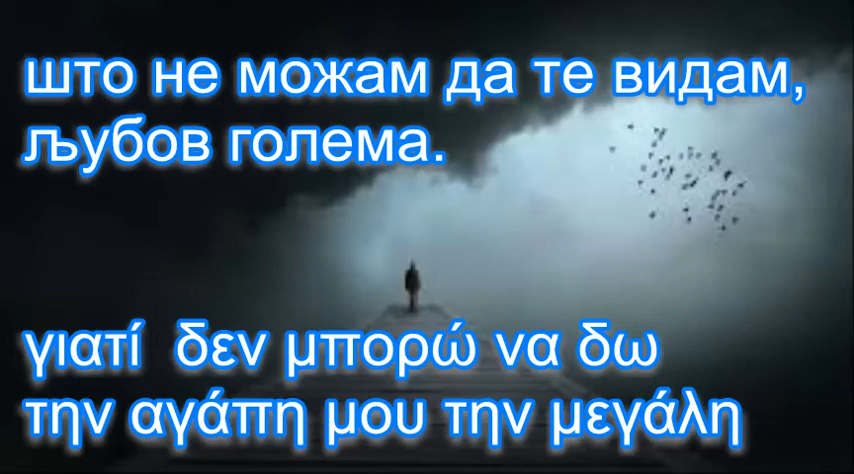 што не можам да те видам,
љубов голема.
γιατί δεν μπορώ να δω
την αγάπη μου την μεγάλη